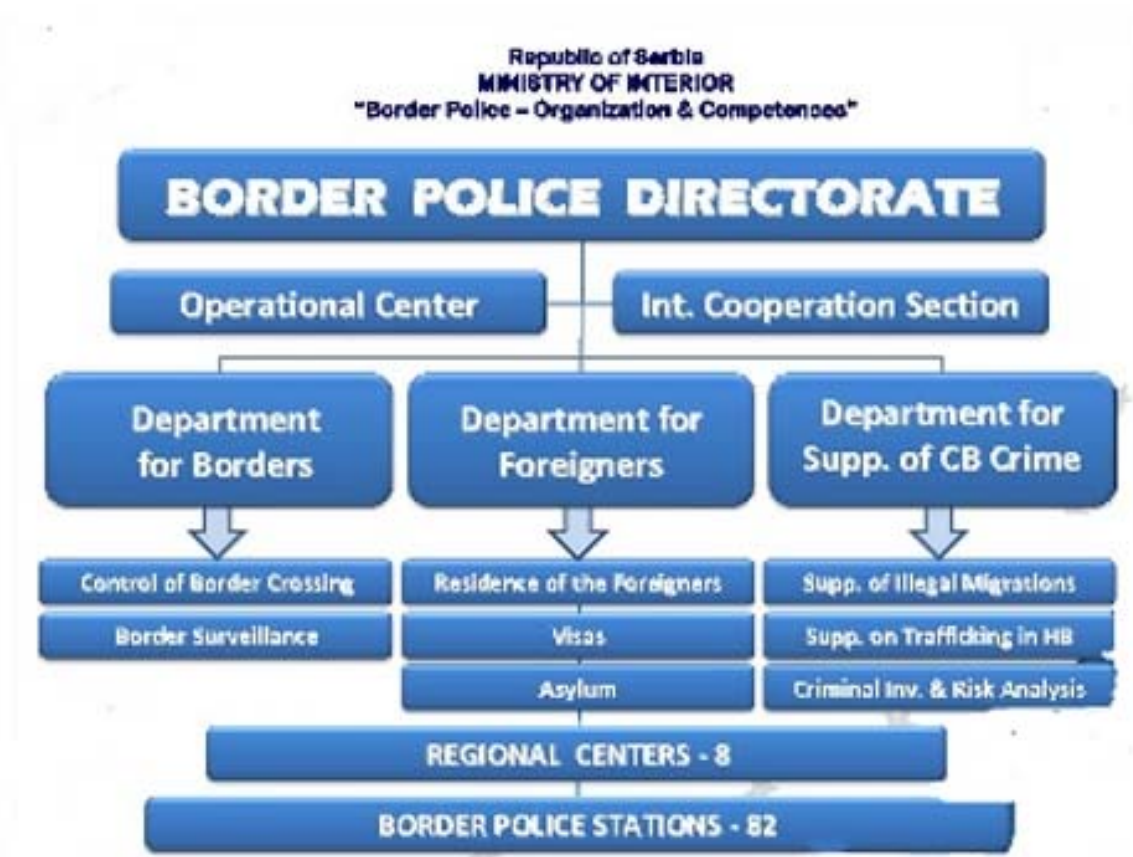 Republic of Serbia
MINISTRY OF INTERIOR
"Border Police – Organization & Competences"
BORDER POLICE DIRECTORATE
Operational Center
Int. Cooperation Section
Department
for Borders
Department for
Foreigners
Department for
Supp. of CB Crime
Control of Border Crossing
Border Surveillance
Residence of the Foreigners
Visas
Asylum
Supp. of Illegal Migrations
Supp. on Trafficking in HB
Criminal Inv. & Risk Analysis
REGIONAL CENTERS - 8
BORDER POLICE STATIONS - 82